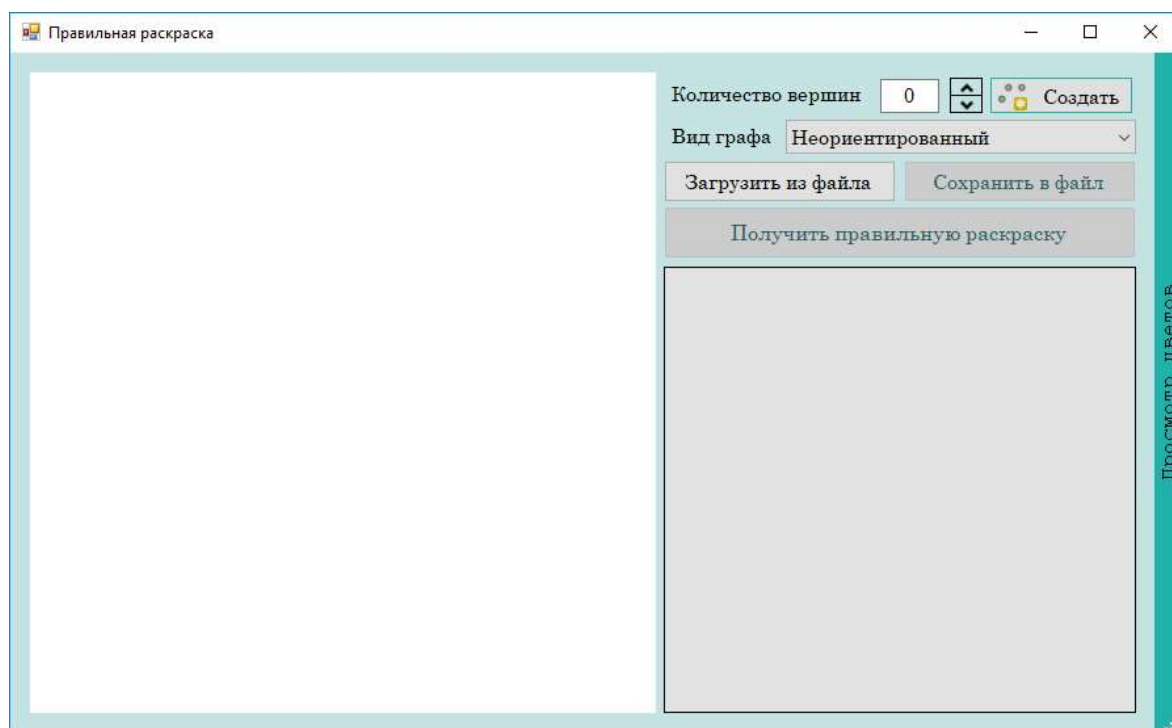 Правильная раскраска
Количество вершин 0 Создать
Вид графа Неориентированный
Загрузить из файла Сохранить в файл
Получить правильную раскраску
Просмотр цветов